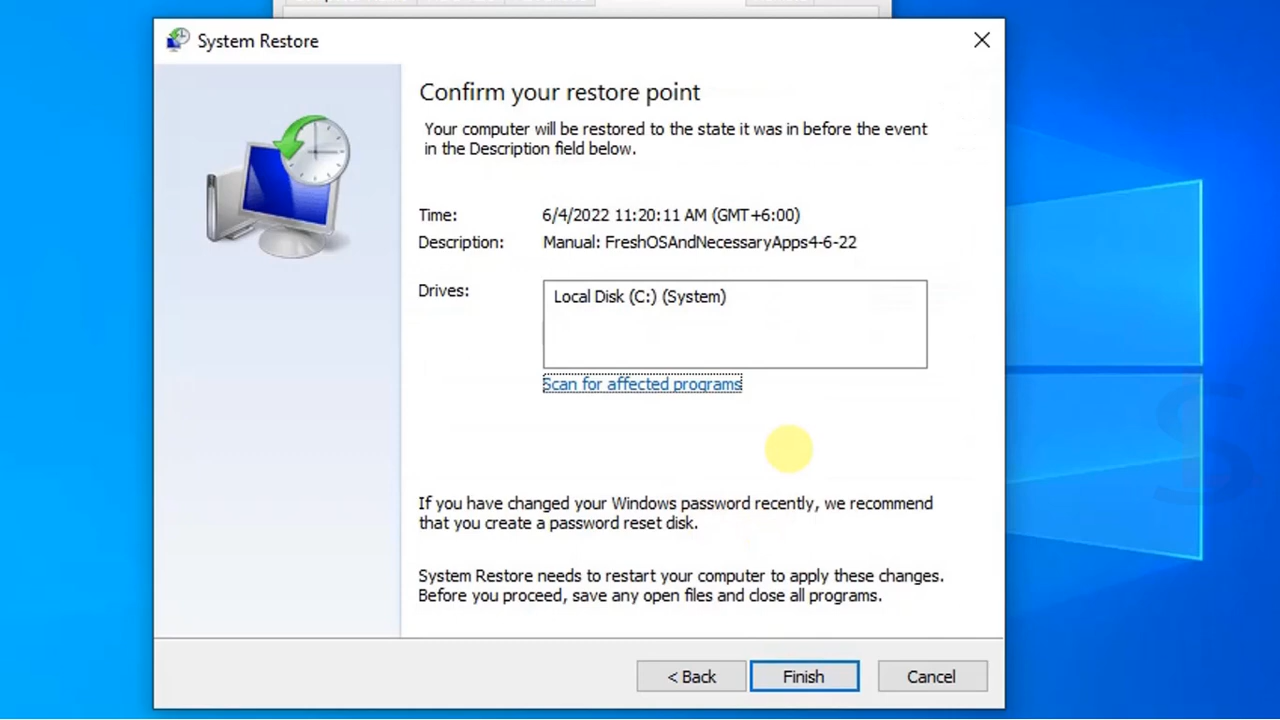 System Restore
Confirm your restore point
Your computer will be restored to the state it was in before the event
in the Description field below.
Time: 6/4/2022 11:20:11 AM (GMT+6:00)
Description: Manual: FreshOSAndNecessaryApps4-6-22
Drives: Local Disk (C:) (System)
Scan for affected programs
If you have changed your Windows password recently, we recommend
that you create a password reset disk.
System Restore needs to restart your computer to apply these changes.
Before you proceed, save any open files and close all programs.
< Back Finish Cancel